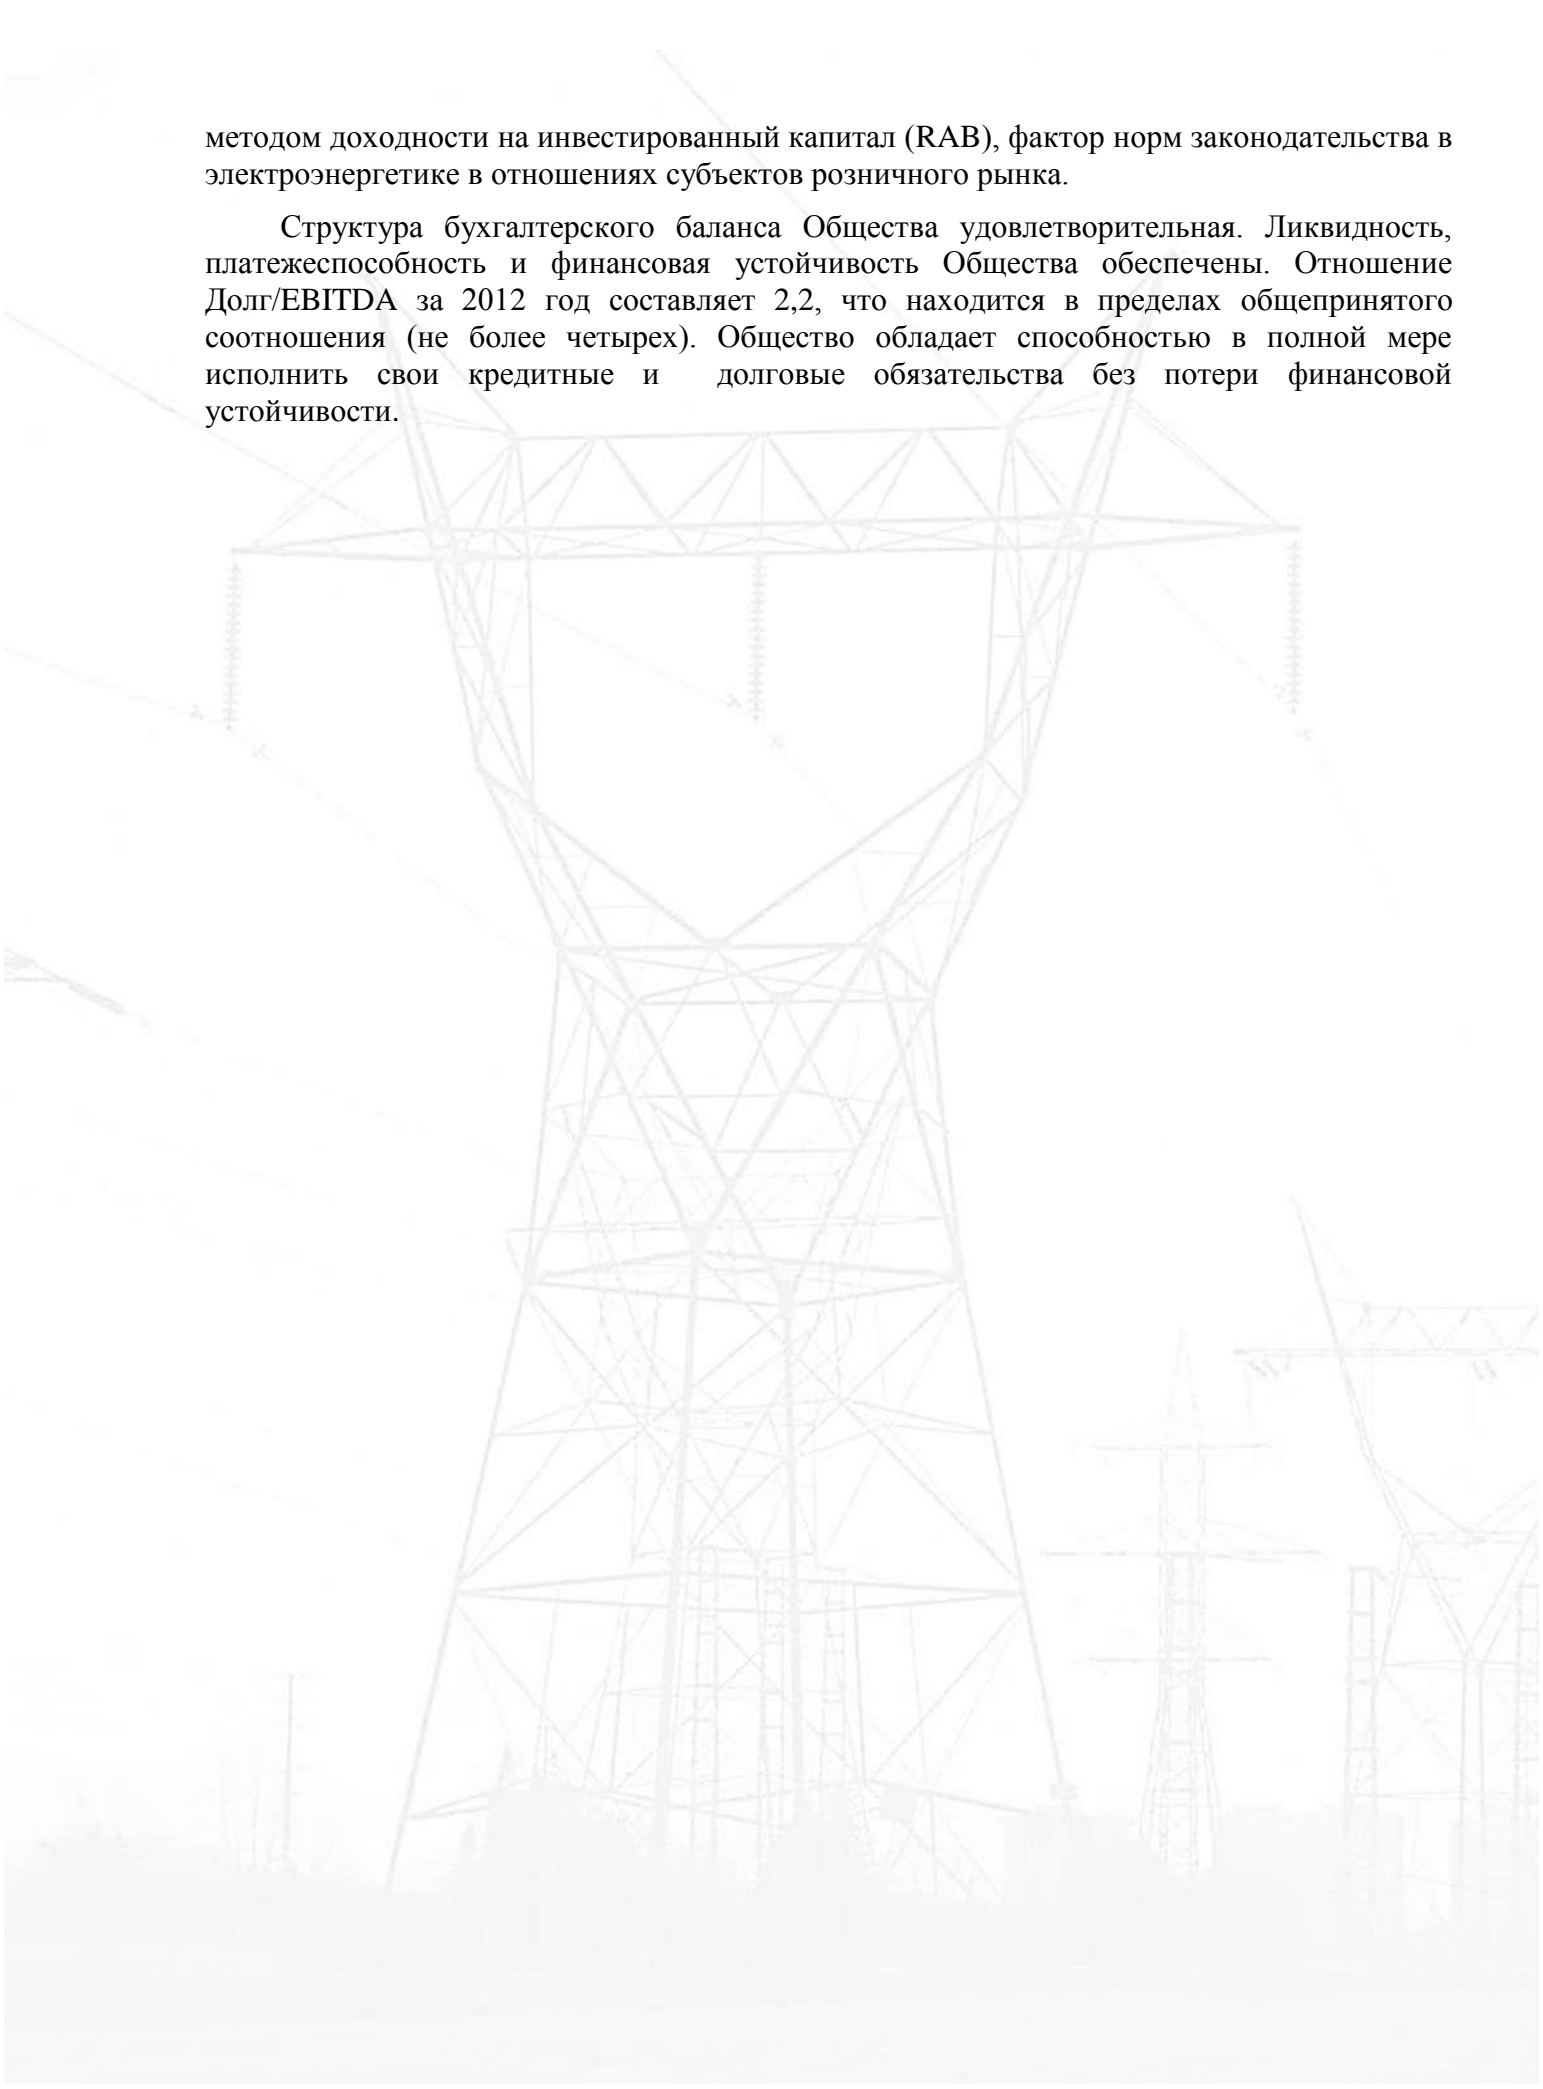 методом доходности на инвестированный капитал (RAB), фактор норм законодательства в
электроэнергетике в отношениях субъектов розничного рынка.
Структура бухгалтерского баланса Общества удовлетворительная. Ликвидность,
платежеспособность и финансовая устойчивость Общества обеспечены. Отношение
Долг/EBITDA за 2012 год составляет 2,2, что находится в пределах общепринятого
соотношения (не более четырех). Общество обладает способностью в полной мере
исполнить свои кредитные и долговые обязательства без потери финансовой
устойчивости.